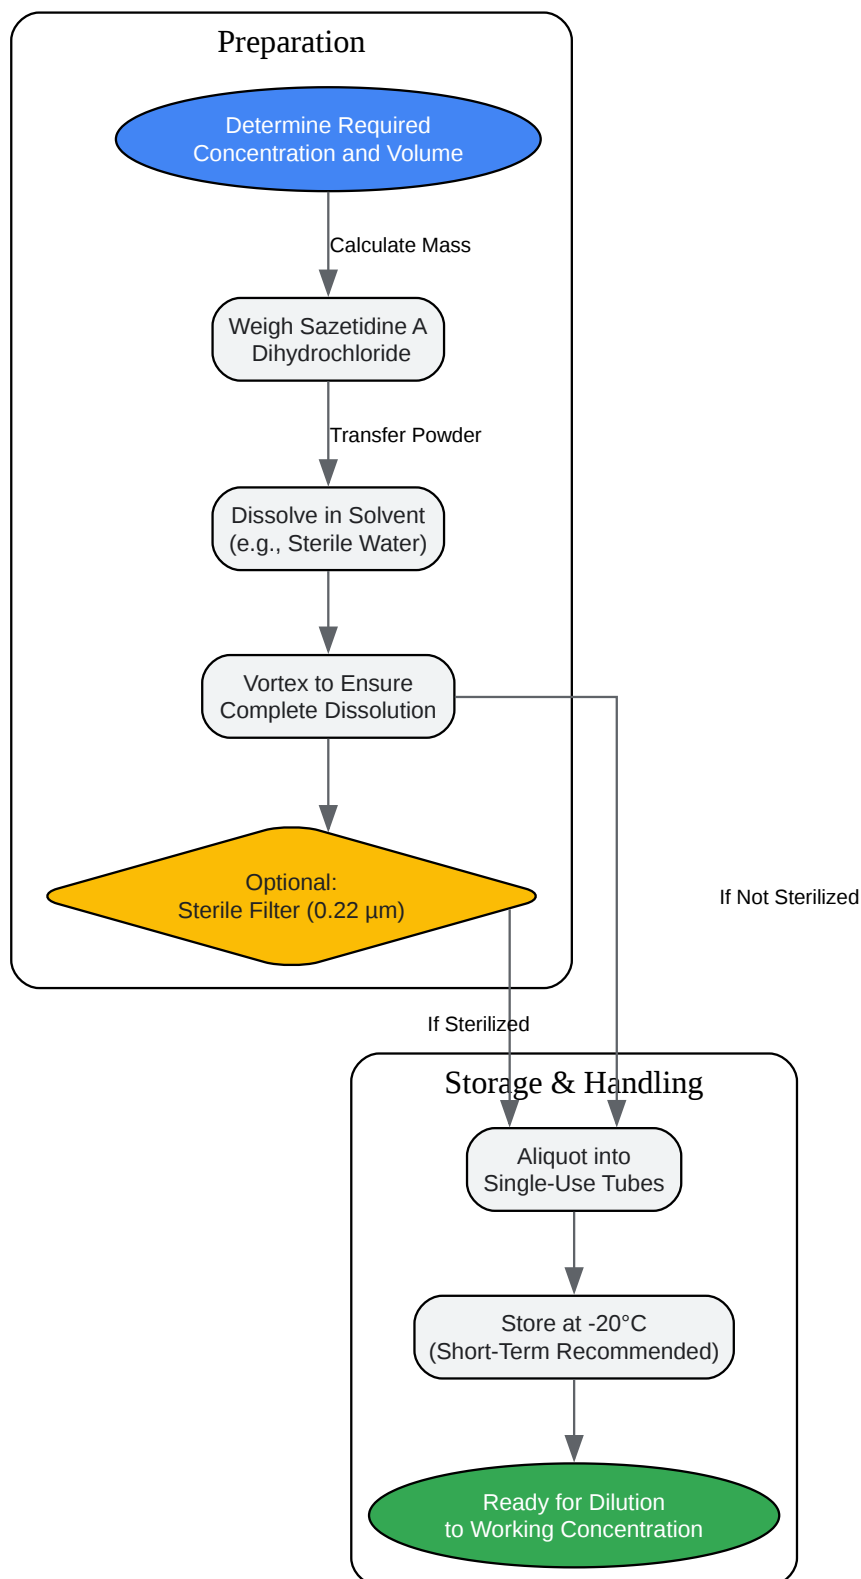 Preparation
Determine Required
Concentration and Volume
Calculate Mass
Weigh Sazetidine A
Dihydrochloride
Transfer Powder
Dissolve in Solvent
(e.g., Sterile Water)
Vortex to Ensure
Complete Dissolution
Optional:
Sterile Filter (0.22 µm)
If Not Sterilized
If Sterilized
Storage & Handling
Aliquot into
Single-Use Tubes
Store at -20°C
(Short-Term Recommended)
Ready for Dilution
to Working Concentration